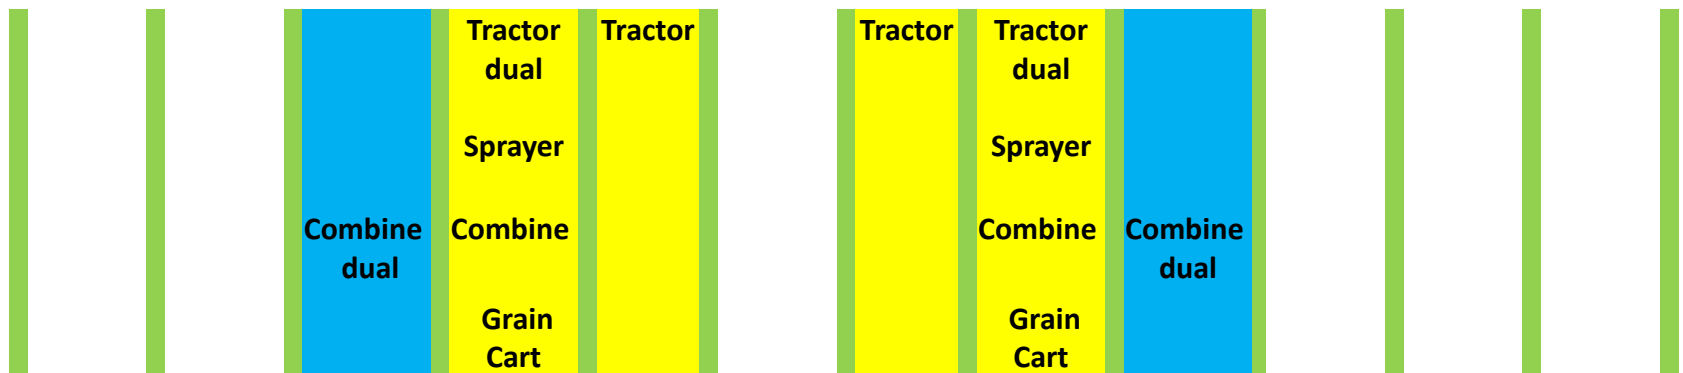 Tractor dual
Tractor
Tractor
Tractor dual
Sprayer
Sprayer
Combine dual
Combine
Combine
Combine dual
Grain Cart
Grain Cart